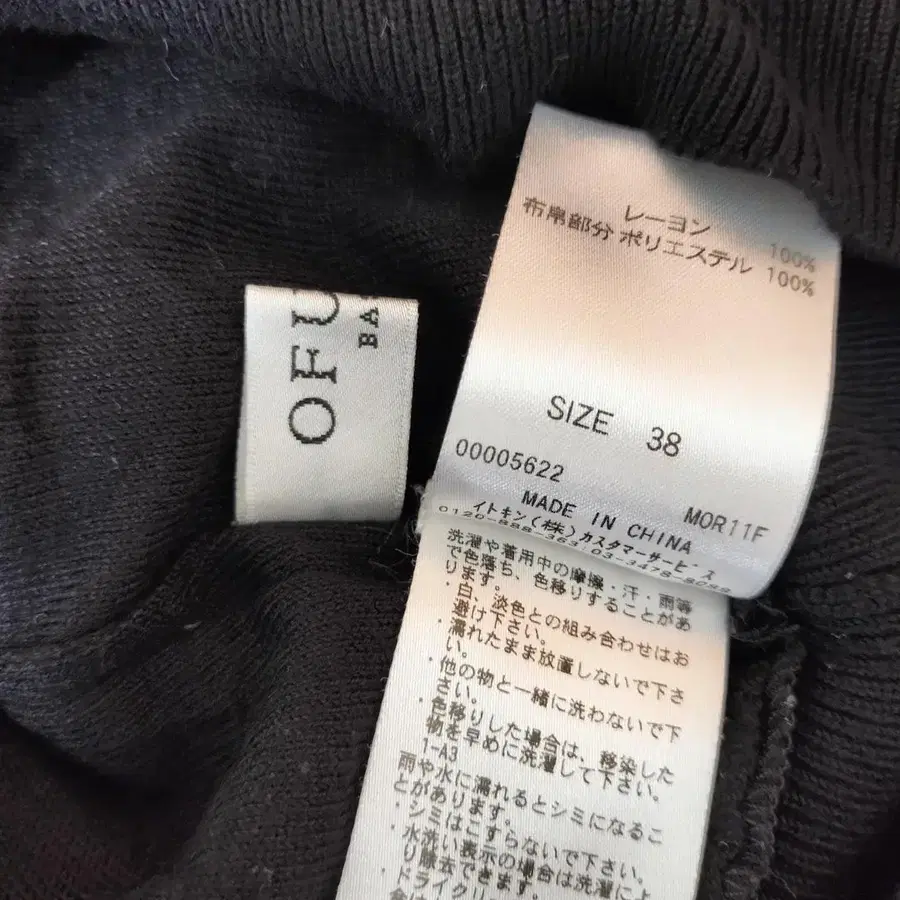 OFU
BA
レーヨン 100%
布帛部分 ポリエステル 100%
SIZE 38
00005622
MADE IN CHINA MOR11F
イトキン(株)カスタマーサービス
洗濯や着用中の摩擦・汗・雨等
で色落ち、色移りすることがあ
ります。
・白、淡色との組み合わせはお
避け下さい。
・濡れたまま放置しないで下さ
い。
・他の物と一緒に洗わないで下
さい。
・色移りした場合は、移染した
物を早めに洗濯して下さい。
1-A3
雨や水に濡れるとシミになるこ
とがあります。
・シミはこすらないで下さい。
・水洗い表示の場合は洗濯によ
り除去できます。
・ドライクリ